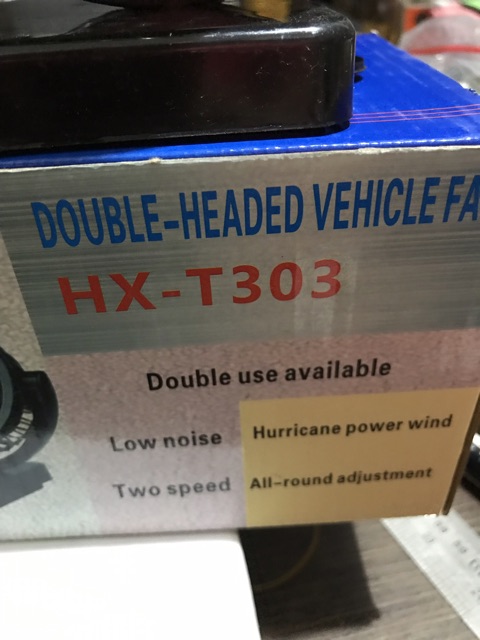 DOUBLE-HEADED VEHICLE FA
HX-T303
Double use available
Low noise
Hurricane power wind
Two speed
All-round adjustment